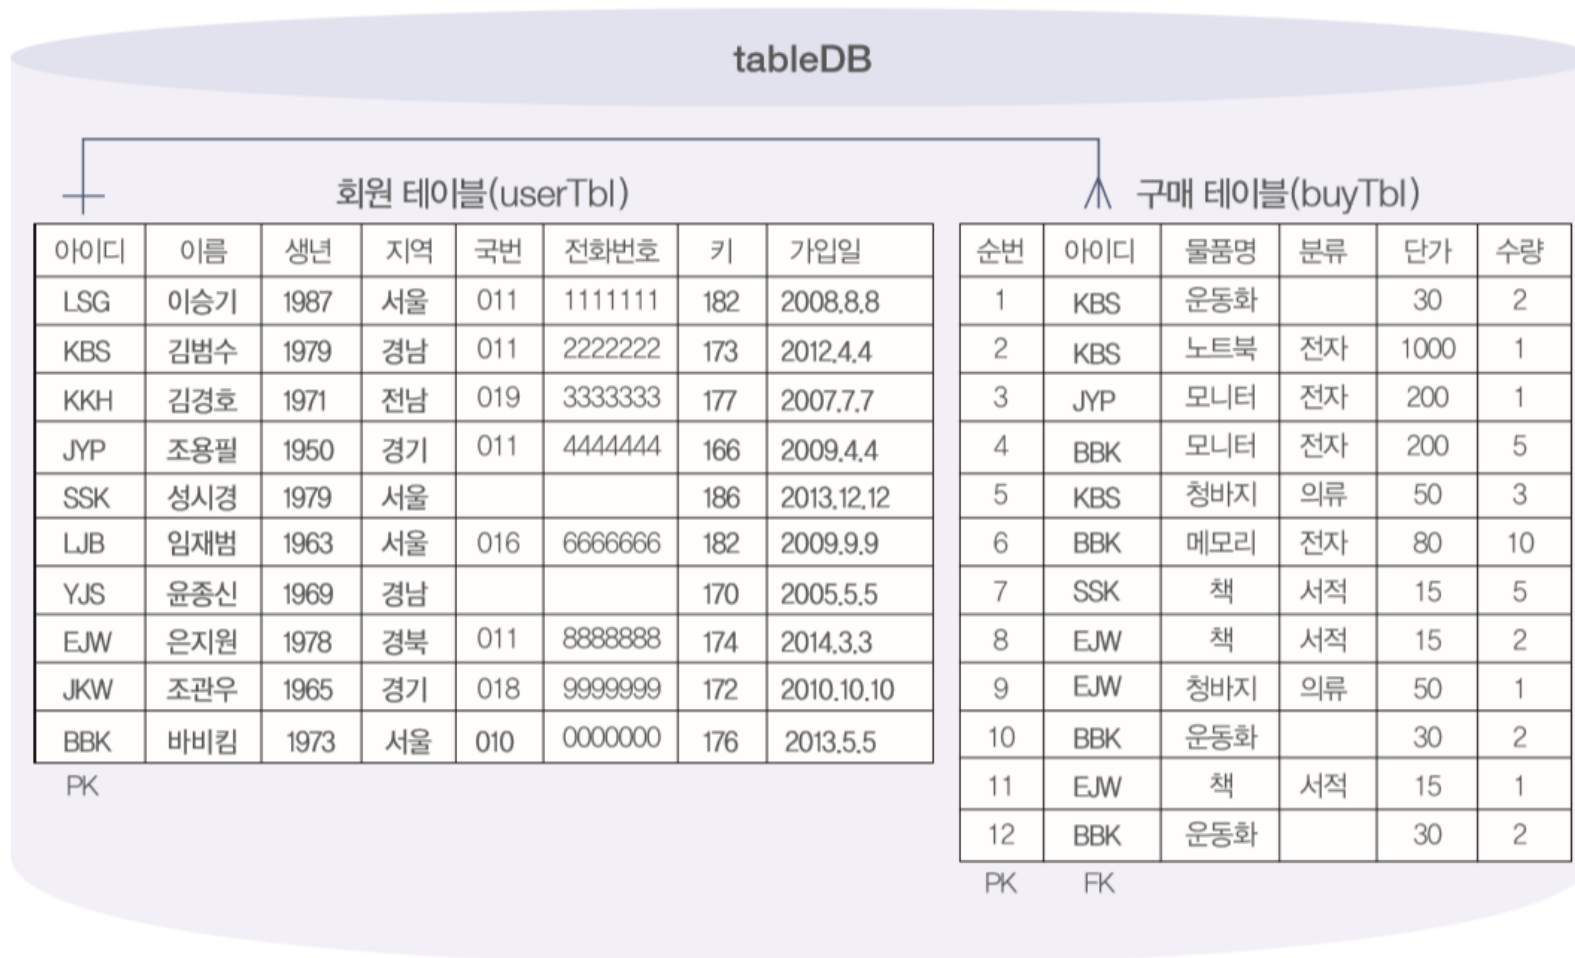 tableDB
회원 테이블(userTbl)
아이디 이름 생년 지역 국번 전화번호 키 가입일
LSG 이승기 1987 서울 011 1111111 182 2008.8.8
KBS 김범수 1979 경남 011 2222222 173 2012.4.4
KKH 김경호 1971 전남 019 3333333 177 2007.7.7
JYP 조용필 1950 경기 011 4444444 166 2009.4.4
SSK 성시경 1979 서울 186 2013.12.12
LJB 임재범 1963 서울 016 6666666 182 2009.9.9
YJS 윤종신 1969 경남 170 2005.5.5
EJW 은지원 1978 경북 011 8888888 174 2014.3.3
JKW 조관우 1965 경기 018 9999999 172 2010.10.10
BBK 바비킴 1973 서울 010 0000000 176 2013.5.5
PK
구매 테이블(buyTbl)
순번 아이디 물품명 분류 단가 수량
1 KBS 운동화 30 2
2 KBS 노트북 전자 1000 1
3 JYP 모니터 전자 200 1
4 BBK 모니터 전자 200 5
5 KBS 청바지 의류 50 3
6 BBK 메모리 전자 80 10
7 SSK 책 서적 15 5
8 EJW 책 서적 15 2
9 EJW 청바지 의류 50 1
10 BBK 운동화 30 2
11 EJW 책 서적 15 1
12 BBK 운동화 30 2
PK FK